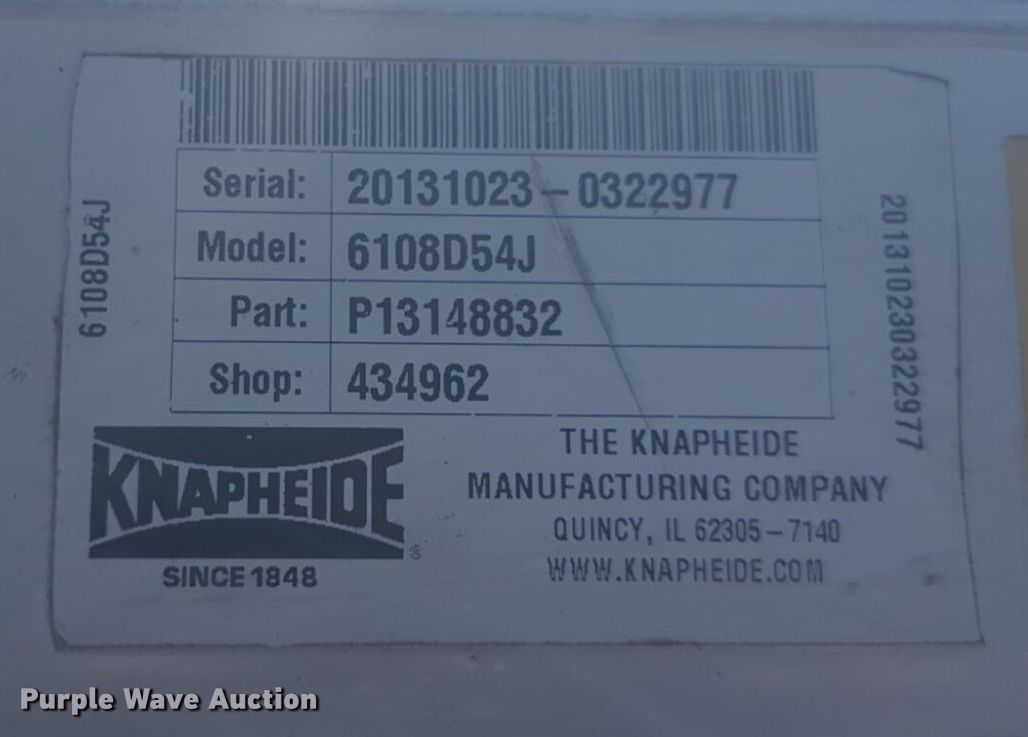 Serial: 20131023-0322977
Model: 6108D54J
Part: P13148832
Shop: 434962
6108D54J
201310230322977
KNAPHEIDE®
SINCE 1848
THE KNAPHEIDE
MANUFACTURING COMPANY
QUINCY, IL 62305-7140
WWW.KNAPHEIDE.COM
Purple Wave Auction